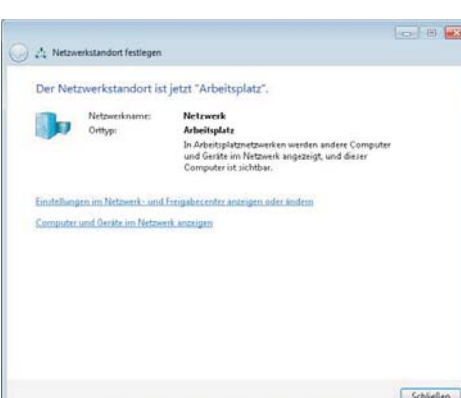 Netzwerkstandort festlegen
Der Netzwerkstandort ist jetzt "Arbeitsplatz".
Netzwerkname: Netzwerk
Orttyp: Arbeitsplatz
In Arbeitsplatznetzwerken werden andere Computer
und Geräte im Netzwerk angezeigt, und dieser
Computer ist sichtbar.
Einstellungen im Netzwerk- und Freigabecenter anzeigen oder ändern
Computer und Geräte im Netzwerk anzeigen
Schließen